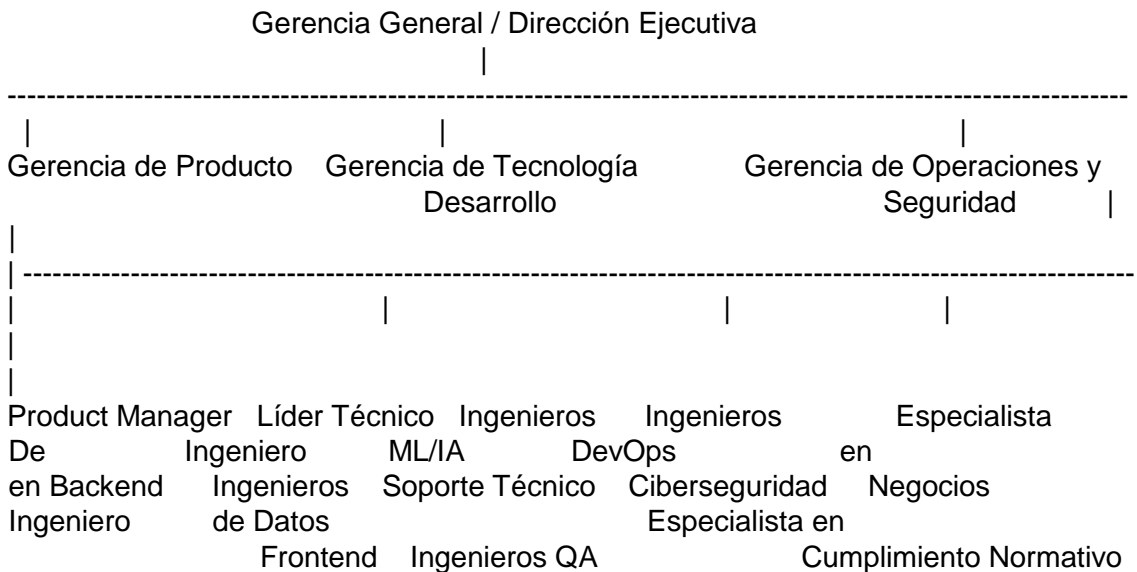 Gerencia General / Dirección Ejecutiva
|
--------------------------------------------------------------------------------------------------------------------
| | |
Gerencia de Producto Gerencia de Tecnología Gerencia de Operaciones y
Desarrollo Seguridad |
|
| -------------------------------------------------------------------------------------------------------------------
| | | |
|
|
Product Manager Líder Técnico Ingenieros Ingenieros Especialista
De Ingeniero ML/IA DevOps en
en Backend Ingenieros Soporte Técnico Ciberseguridad Negocios
Ingeniero de Datos Especialista en
Frontend Ingenieros QA Cumplimiento Normativo